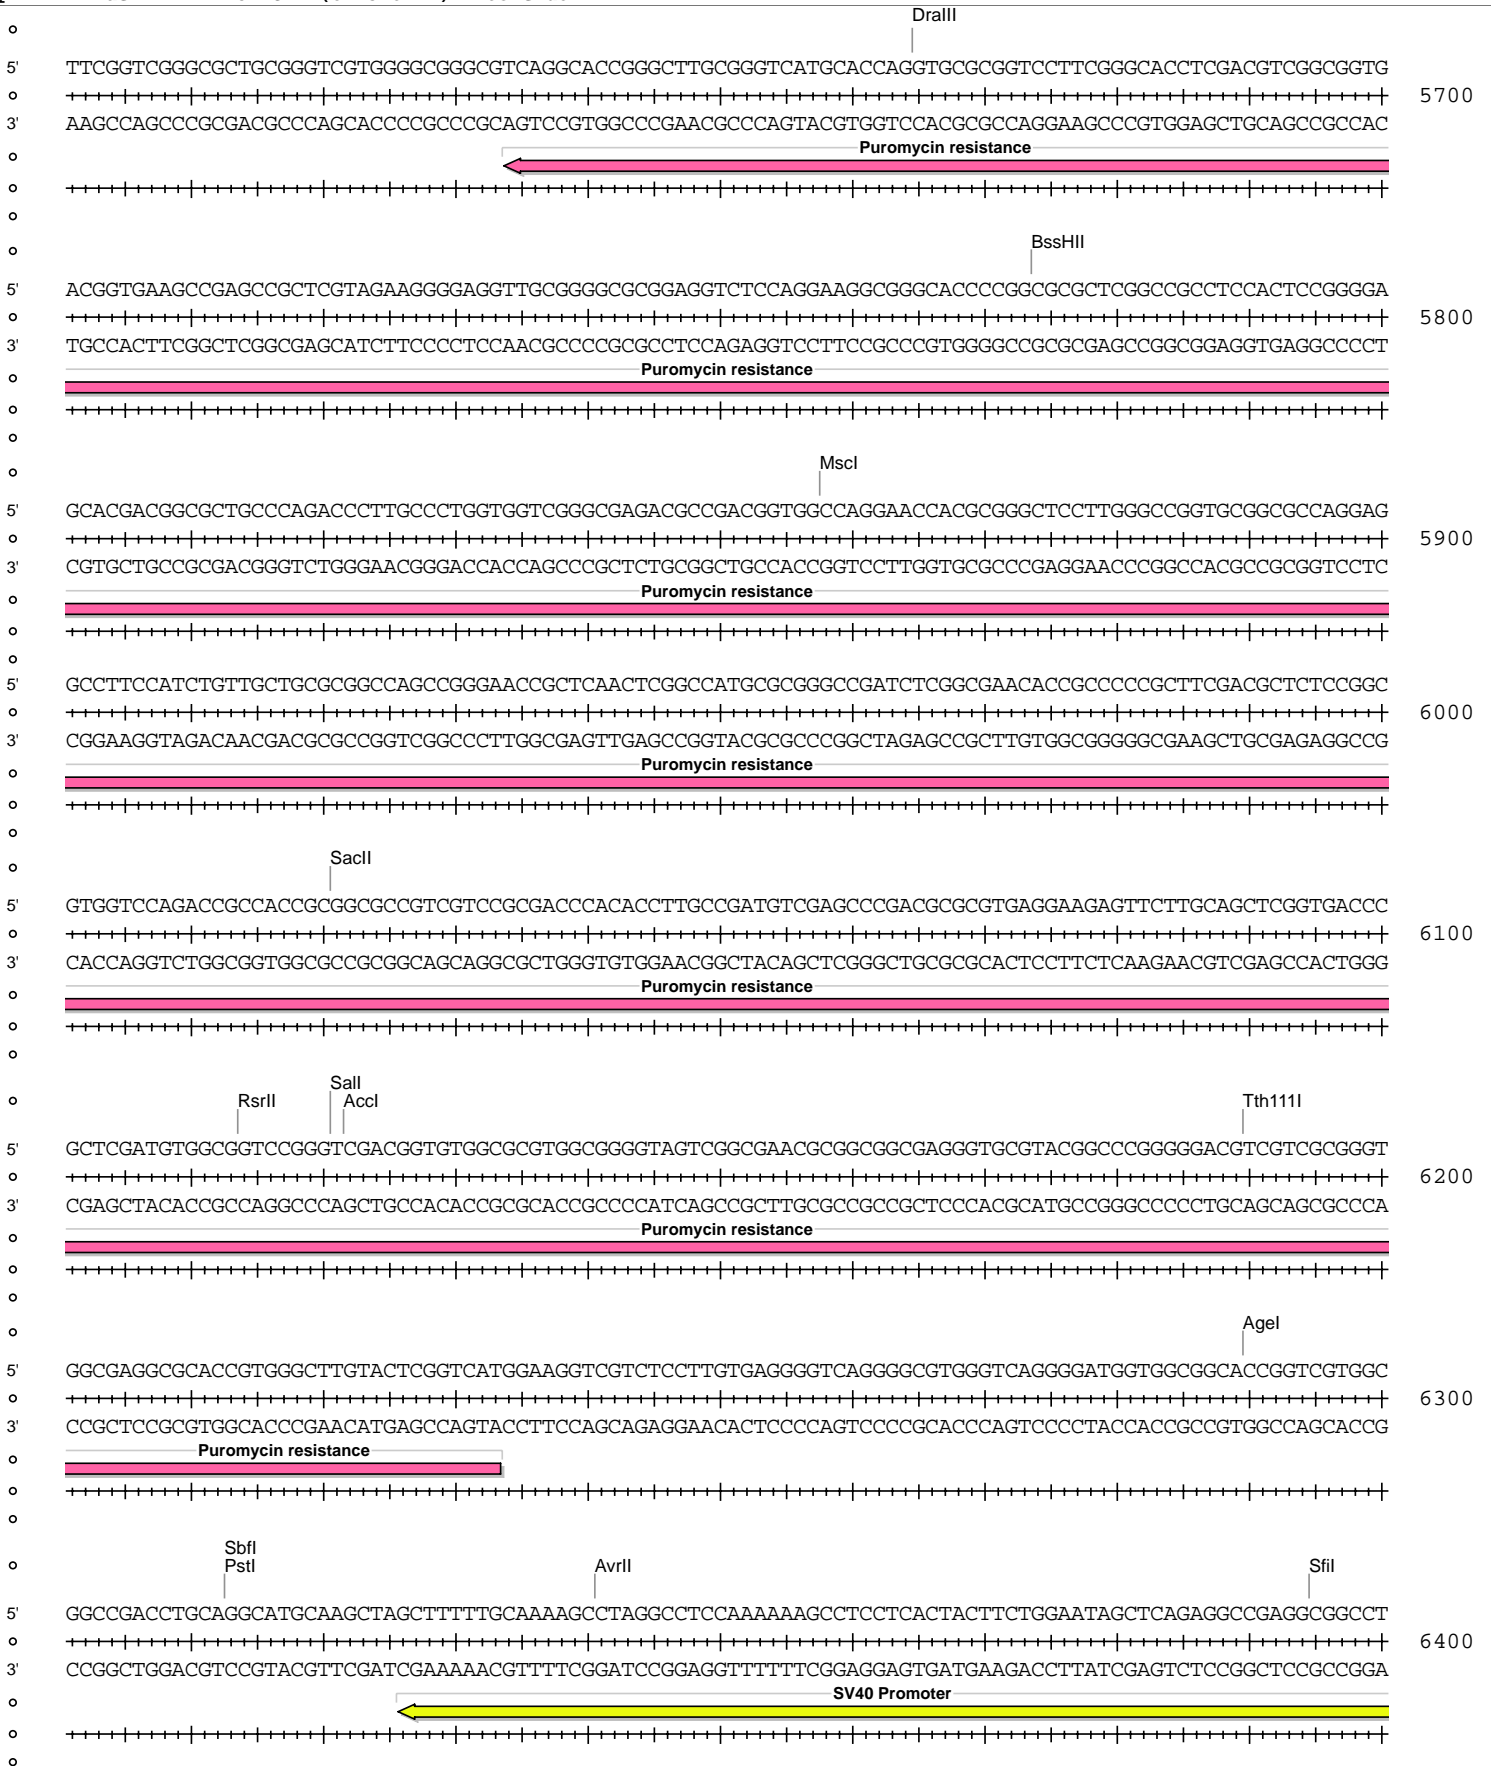 DraIII
5' TTCGGTCGGGCGCTGCGGGTCGTGGGGCGGGCGTCAGGCACCGGGCTTGCGGGTCATGCACCAGGTGCGCGGTCCTTCGGGCACCTCGACGTCGGCGGTG
5700
3' AAGCCAGCCCGCGACGCCCAGCACCCCGCCCGCAGTCCGTGGCCCGAACGCCCAGTACGTGGTCCACGCGCCAGGAAGCCCGTGGAGCTGCAGCCGCCAC
Puromycin resistance
BssHII
5' ACGGTGAAGCCGAGCCGCTCGTAGAAGGGGAGGTTGCGGGGCGCGGAGGTCTCCAGGAAGGCGGGCACCCCGGCGCGCTCGGCCGCCTCCACTCCGGGGA
5800
3' TGCCACTTCGGCTCGGCGAGCATCTTCCCCTCCAACGCCCCGCGCCTCCAGAGGTCCTTCCGCCCGTGGGGCCGCGCGAGCCGGCGGAGGTGAGGCCCCT
Puromycin resistance
MscI
5' GCACGACGGCGCTGCCCAGACCCTTGCCCTGGTGGTCGGGCGAGACGCCGACGGTGGCCAGGAACCACGCGGGCTCCTTGGGCCGGTGCGGCGCCAGGAG
5900
3' CGTGCTGCCGCGACGGGTCTGGGAACGGGACCACCAGCCCGCTCTGCGGCTGCCACCGGTCCTTGGTGCGCCCGAGGAACCCGGCCACGCCGCGGTCCTC
Puromycin resistance
5' GCCTTCCATCTGTTGCTGCGCGGCCAGCCGGGAACCGCTCAACTCGGCCATGCGCGGGCCGATCTCGGCGAACACCGCCCCCGCTTCGACGCTCTCCGGC
6000
3' CGGAAGGTAGACAACGACGCGCCGGTCGGCCCTTGGCGAGTTGAGCCGGTACGCGCCCGGCTAGAGCCGCTTGTGGCGGGGGCGAAGCTGCGAGAGGCCG
Puromycin resistance
SacII
5' GTGGTCCAGACCGCCACCGCGGCGCCGTCGTCCGCGACCCACACCTTGCCGATGTCGAGCCCGACGCGCGTGAGGAAGAGTTCTTGCAGCTCGGTGACCC
6100
3' CACCAGGTCTGGCGGTGGCGCCGCGGCAGCAGGCGCTGGGTGTGGAACGGCTACAGCTCGGGCTGCGCGCACTCCTTCTCAAGAACGTCGAGCCACTGGG
Puromycin resistance
SalI
RsrII AccI Tth111I
5' GCTCGATGTGGCGGTCCGGGTCGACGGTGTGGCGCGTGGCGGGGTAGTCGGCGAACGCGGCGGCGAGGGTGCGTACGGCCCGGGGGACGTCGTCGCGGGT
6200
3' CGAGCTACACCGCCAGGCCCAGCTGCCACACCGCGCACCGCCCCATCAGCCGCTTGCGCCGCCGCTCCCACGCATGCCGGGCCCCCTGCAGCAGCGCCCA
Puromycin resistance
AgeI
5' GGCGAGGCGCACCGTGGGCTTGTACTCGGTCATGGAAGGTCGTCTCCTTGTGAGGGGTCAGGGGCGTGGGTCAGGGGATGGTGGCGGCACCGGTCGTGGC
6300
3' CCGCTCCGCGTGGCACCCGAACATGAGCCAGTACCTTCCAGCAGAGGAACACTCCCCAGTCCCCGCACCCAGTCCCCTACCACCGCCGTGGCCAGCACCG
Puromycin resistance
SbfI
PstI AvrII SfiI
5' GGCCGACCTGCAGGCATGCAAGCTAGCTTTTTGCAAAAGCCTAGGCCTCCAAAAAAGCCTCCTCACTACTTCTGGAATAGCTCAGAGGCCGAGGCGGCCT
6400
3' CCGGCTGGACGTCCGTACGTTCGATCGAAAAACGTTTTCGGATCCGGAGGTTTTTTCGGAGGAGTGATGAAGACCTTATCGAGTCTCCGGCTCCGCCGGA
SV40 Promoter